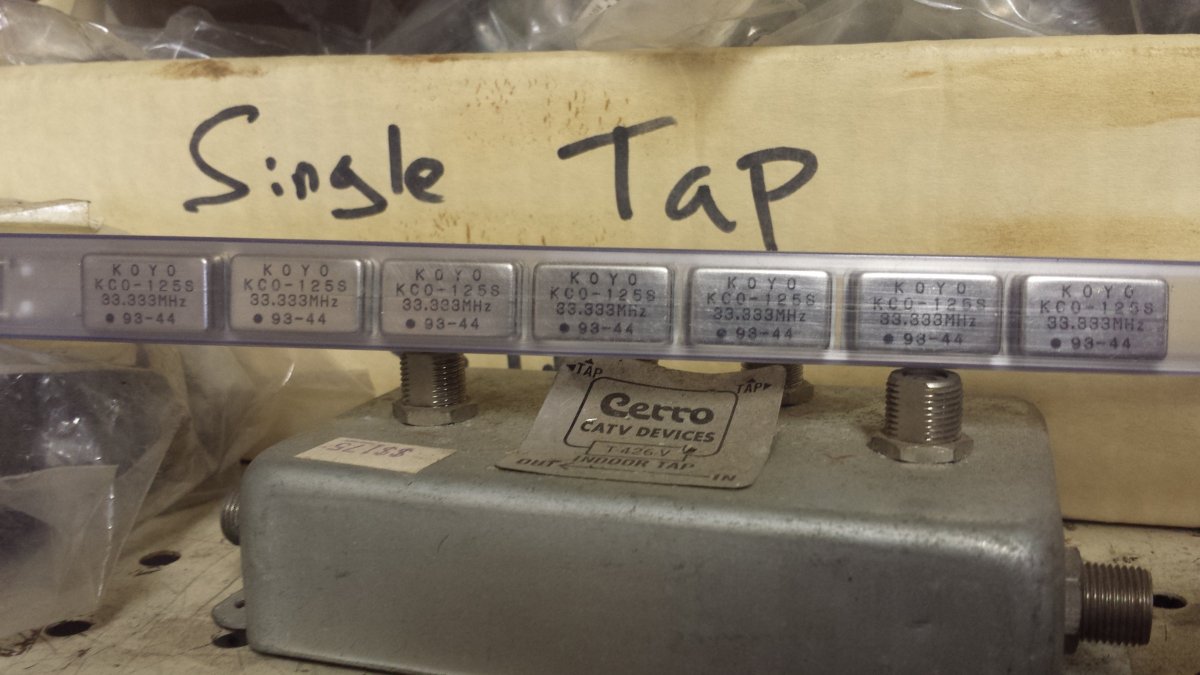 Single Tap
KOYO
KCO-125S
33.333MHz
93-44
KOYO
KCO-125S
33.333MHz
93-44
KOYO
KCO-125S
33.333MHz
93-44
KOYO
KCO-125S
33.333MHz
93-44
KOYO
KCO-125S
33.333MHz
93-44
KOYO
KCO-125S
33.333MHz
93-44
KOYO
KCO-125S
33.333MHz
93-44
TAP TAP
Cerro
CATV DEVICES
T426V
OUT INDOOR TAP IN